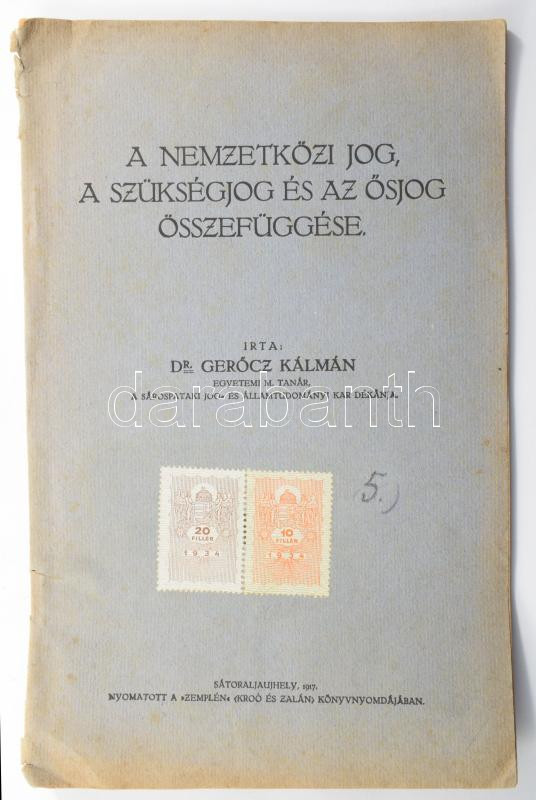 A NEMZETKÖZI JOG,
A SZÜKSÉGJOG ÉS AZ ŐSJOG
ÖSSZEFÜGGÉSE.
IRTA:
DR. GERŐCZ KÁLMÁN
EGYETEMI M. TANÁR,
A SÁROSPATAKI JOG- ÉS ÁLLAMTUDOMÁNYI KAR DÉKÁNJA.
darabanth
5.)
20 10
FILLÉR FILLÉR
1934 1934
SÁTORALJAUJHELY, 1917.
NYOMATOTT A »ZEMPLÉN« (KROÓ ÉS ZALÁN) KÖNYVNYOMDÁJÁBAN.